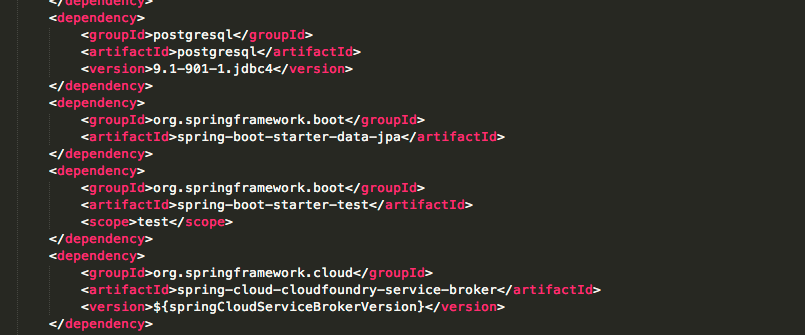 </dependency>
<dependency>
<groupId>postgresql</groupId>
<artifactId>postgresql</artifactId>
<version>9.1-901-1.jdbc4</version>
</dependency>
<dependency>
<groupId>org.springframework.boot</groupId>
<artifactId>spring-boot-starter-data-jpa</artifactId>
</dependency>
<dependency>
<groupId>org.springframework.boot</groupId>
<artifactId>spring-boot-starter-test</artifactId>
<scope>test</scope>
</dependency>
<dependency>
<groupId>org.springframework.cloud</groupId>
<artifactId>spring-cloud-cloudfoundry-service-broker</artifactId>
<version>${springCloudServiceBrokerVersion}</version>
</dependency>